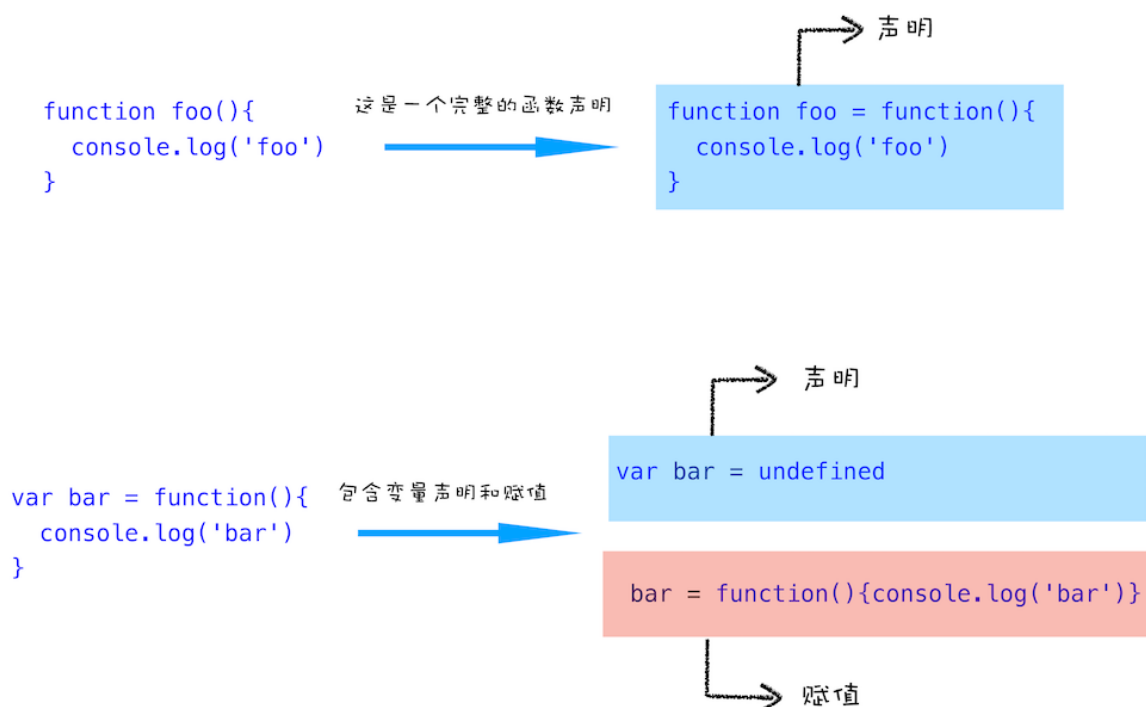 声明
function foo(){
console.log('foo')
}
这是一个完整的函数声明
function foo = function(){
console.log('foo')
}
声明
var bar = undefined
var bar = function(){
console.log('bar')
}
包含变量声明和赋值
bar = function(){console.log('bar')}
赋值